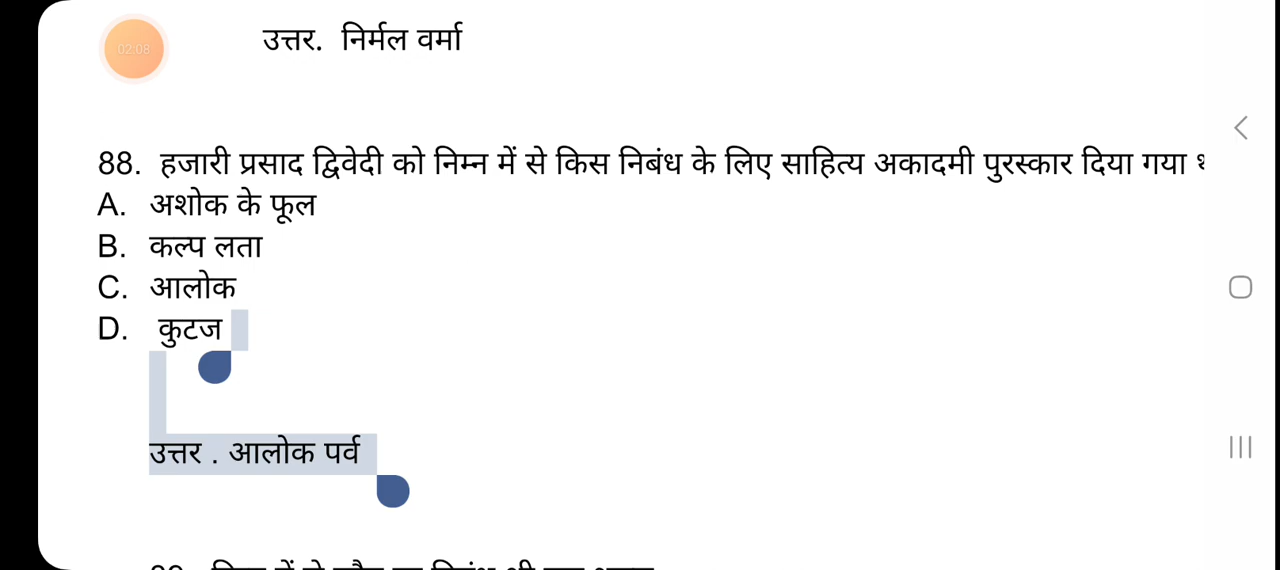 02:08
उत्तर. निर्मल वर्मा
88. हजारी प्रसाद द्विवेदी को निम्न में से किस निबंध के लिए साहित्य अकादमी पुरस्कार दिया गया
A. अशोक के फूल
B. कल्प लता
C. आलोक
D. कुटज
उत्तर . आलोक पर्व